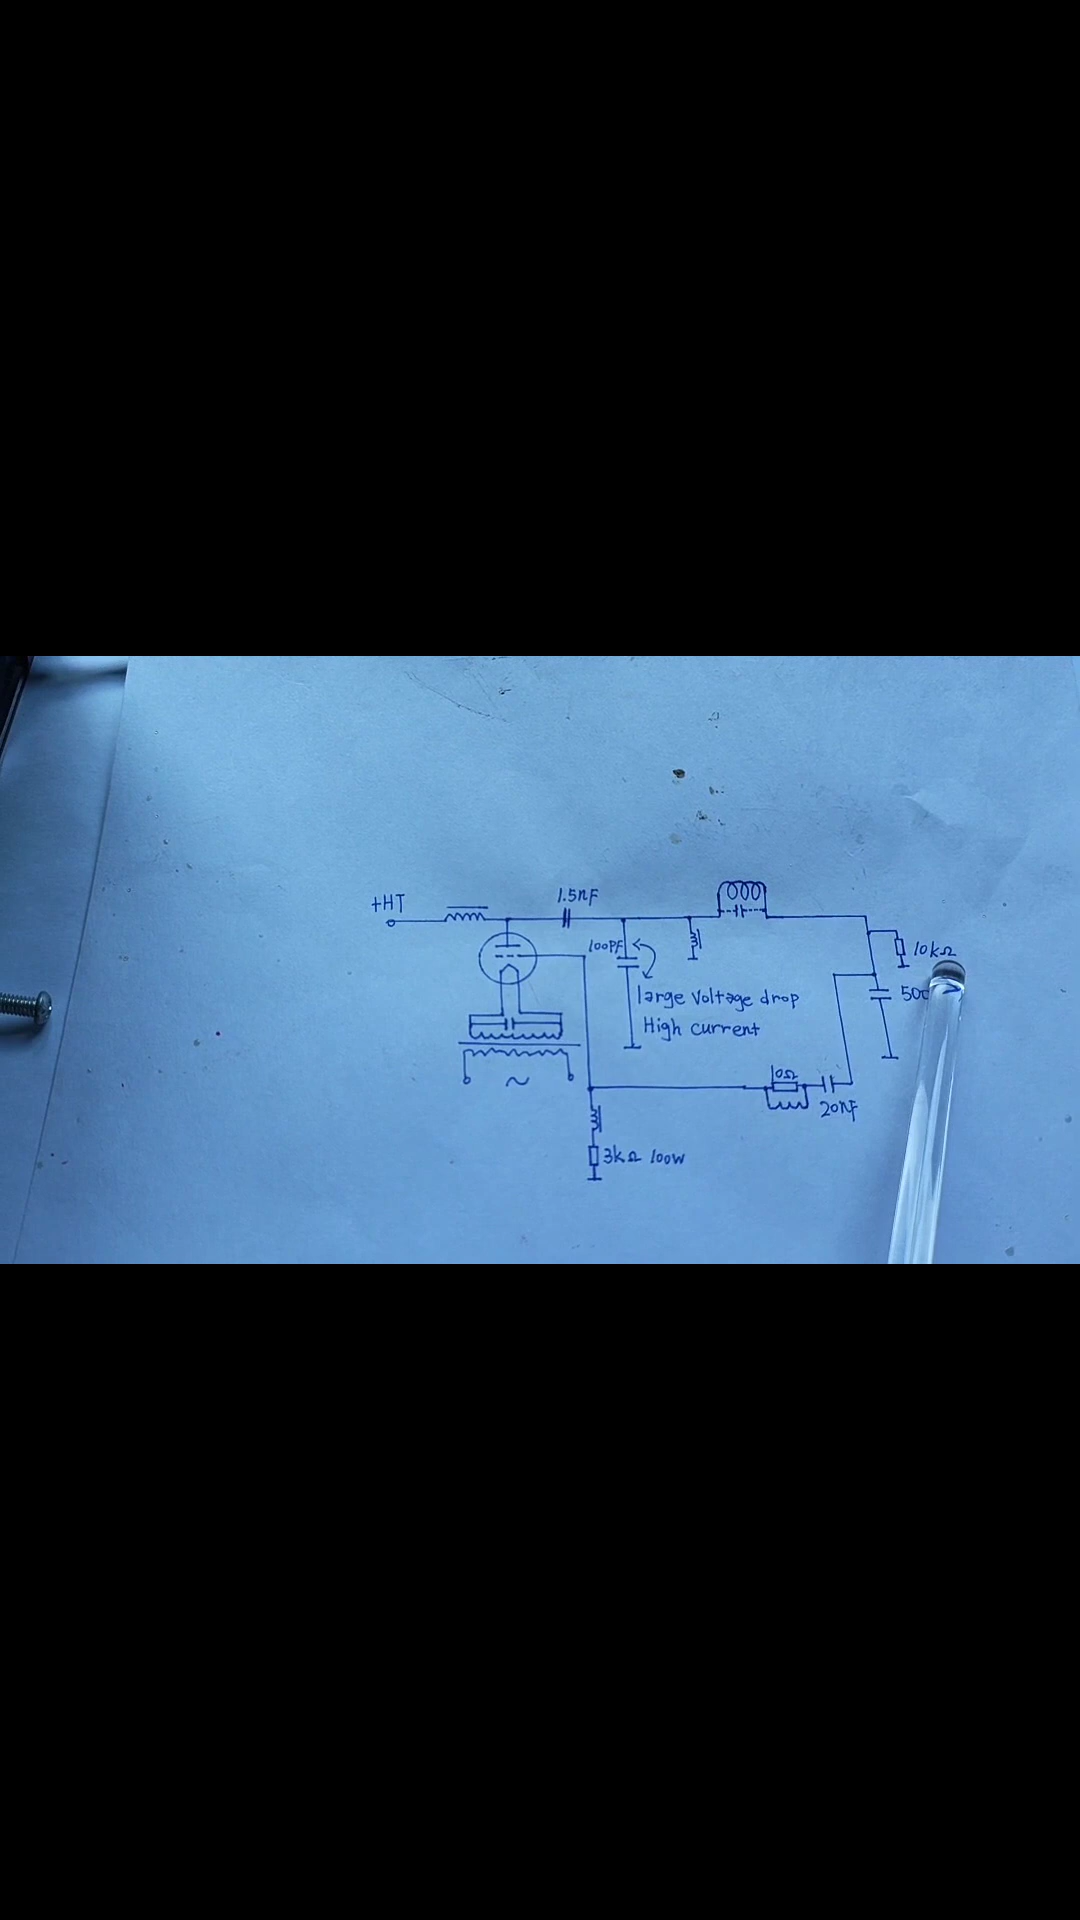 +HT
1.5nF
100PF
10kΩ
large Voltage drop
High current
10Ω
20nF
3kΩ 100W